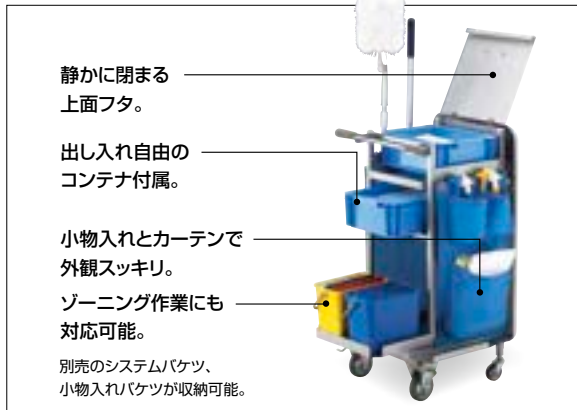 静かに閉まる
上面フタ。
出し入れ自由の
コンテナ付属。
小物入れとカーテンで
外観スッキリ。
ゾーニング作業にも
対応可能。
別売のシステムバケツ、
小物入れバケツが収納可能。